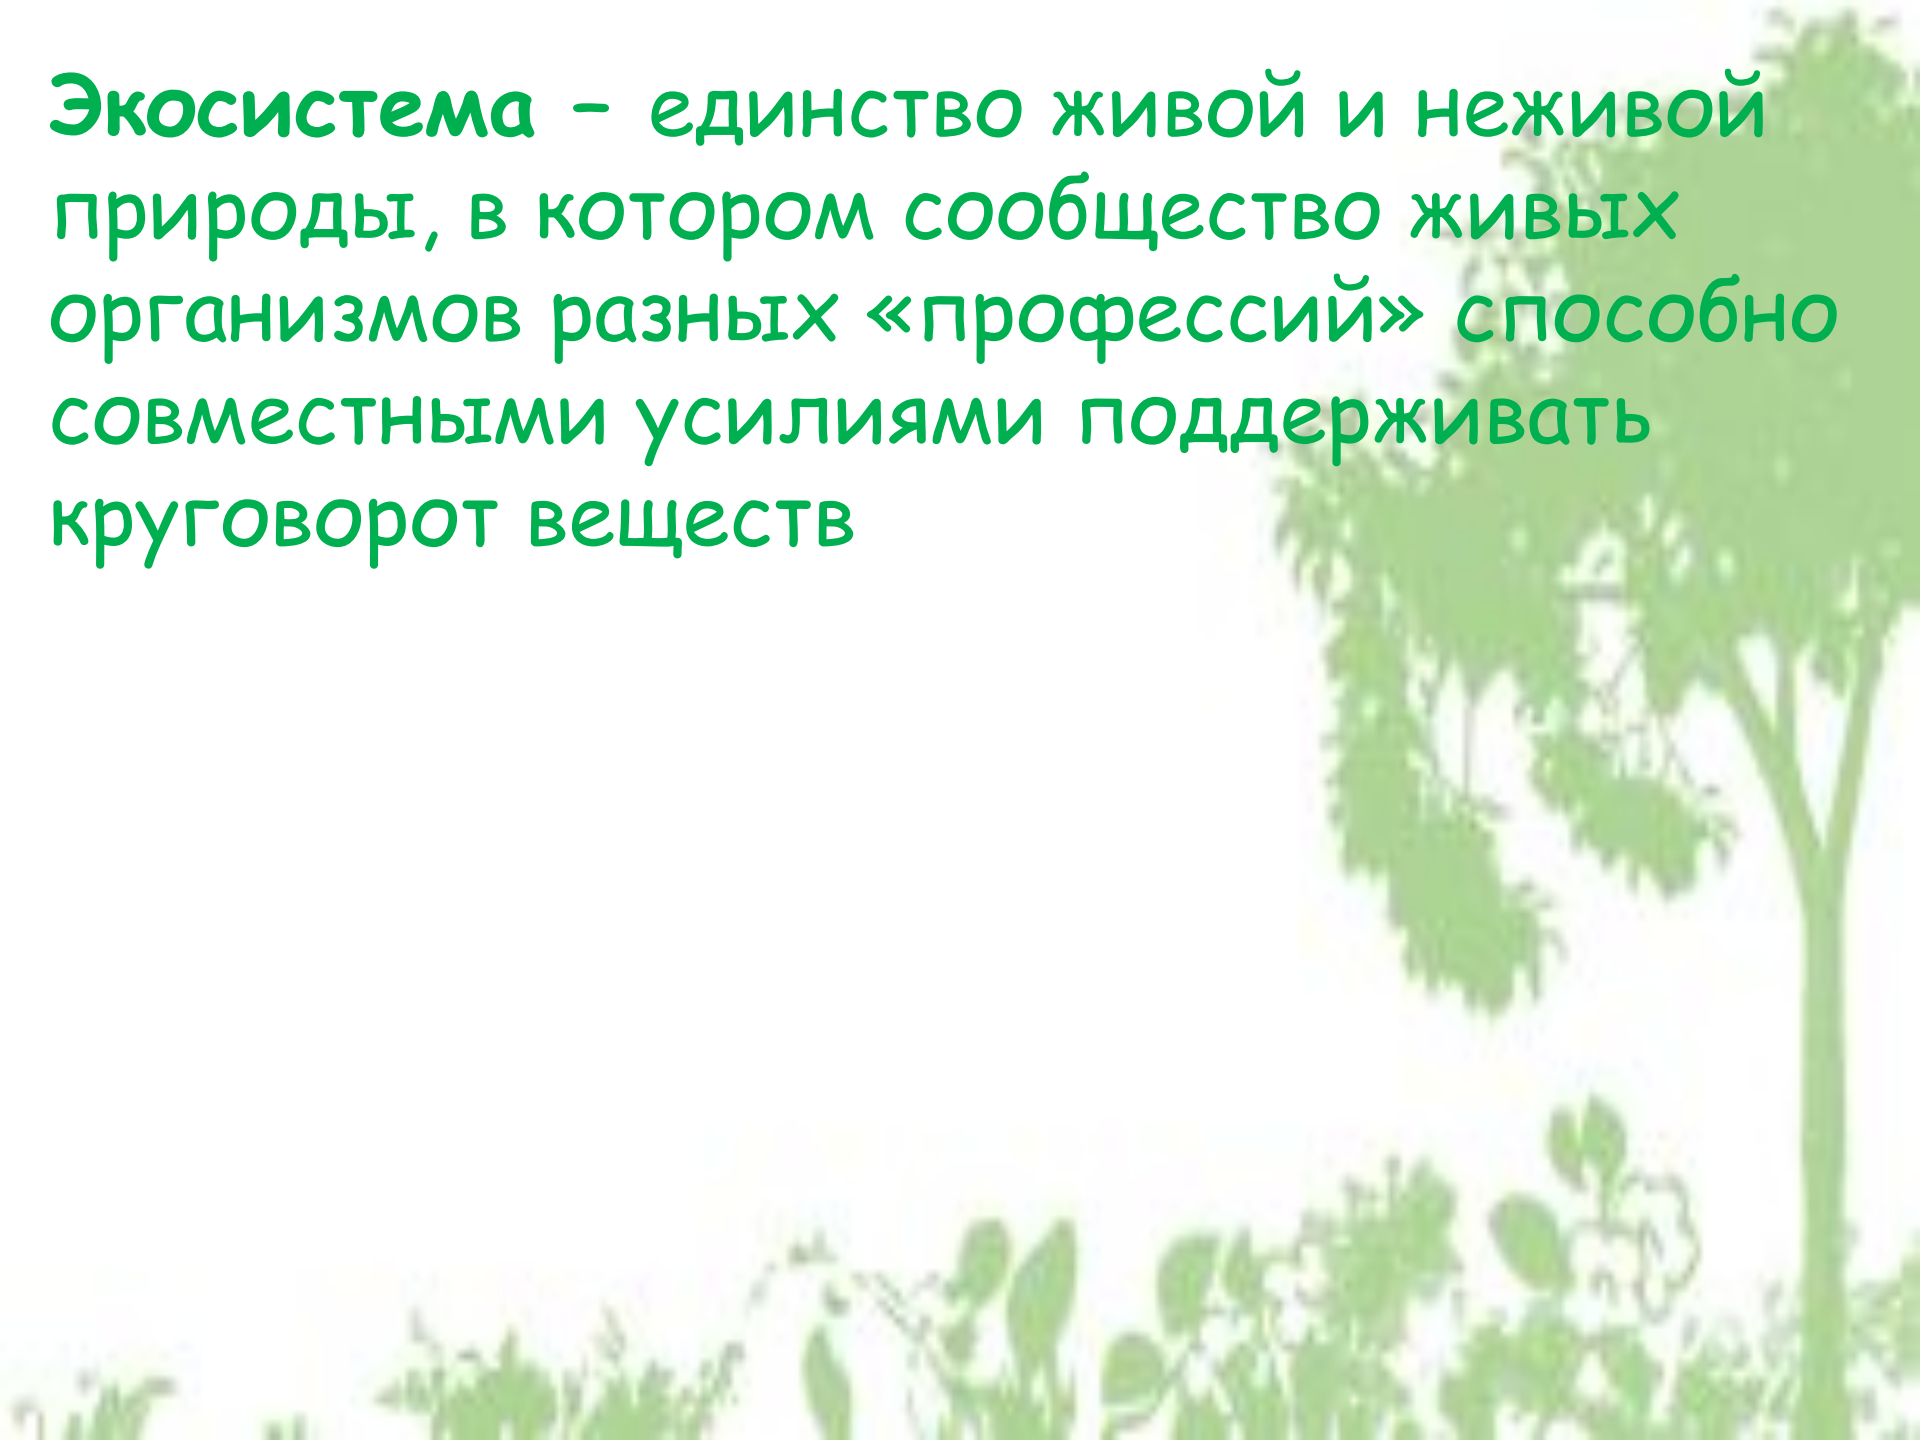 Экосистема – единство живой и неживой
природы, в котором сообщество живых
организмов разных «профессий» способно
совместными усилиями поддерживать
круговорот веществ